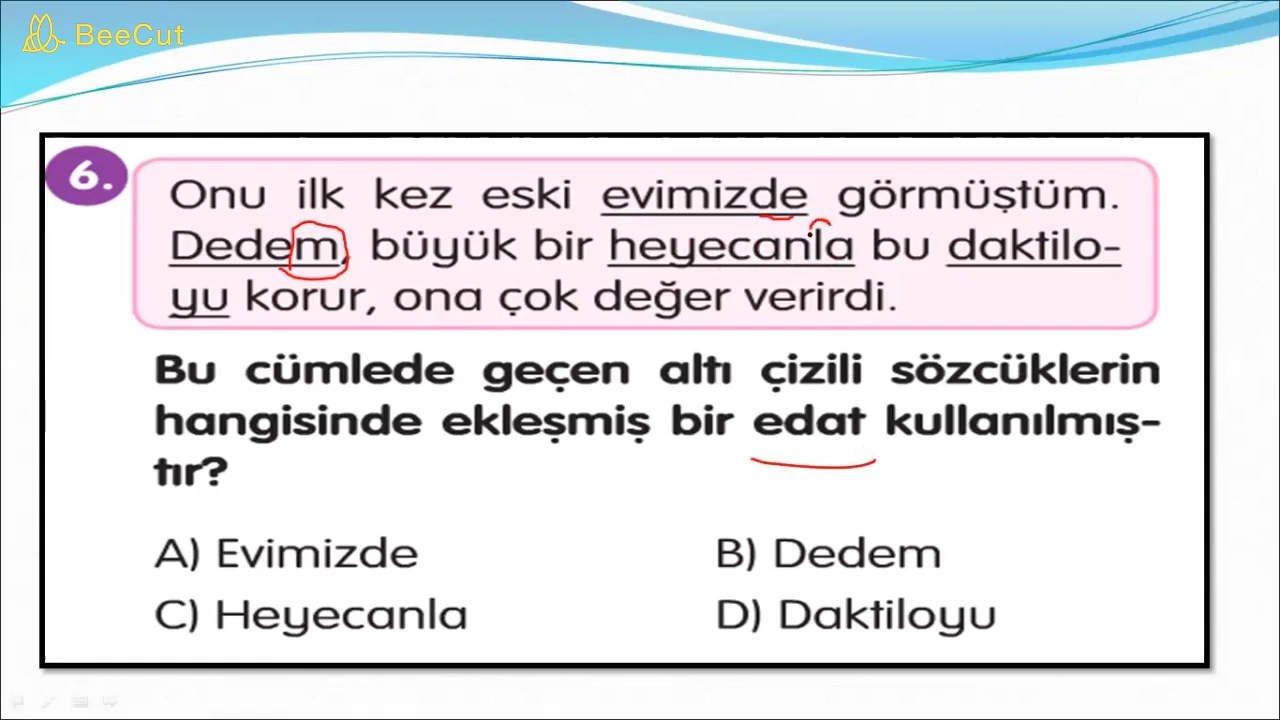 BeeCut
6.
Onu ilk kez eski evimizde görmüştüm.
Dedem, büyük bir heyecanla bu daktilo-
yu korur, ona çok değer verirdi.
Bu cümlede geçen altı çizili sözcüklerin
hangisinde ekleşmiş bir edat kullanılmış-
tır?
A) Evimizde
B) Dedem
C) Heyecanla
D) Daktiloyu